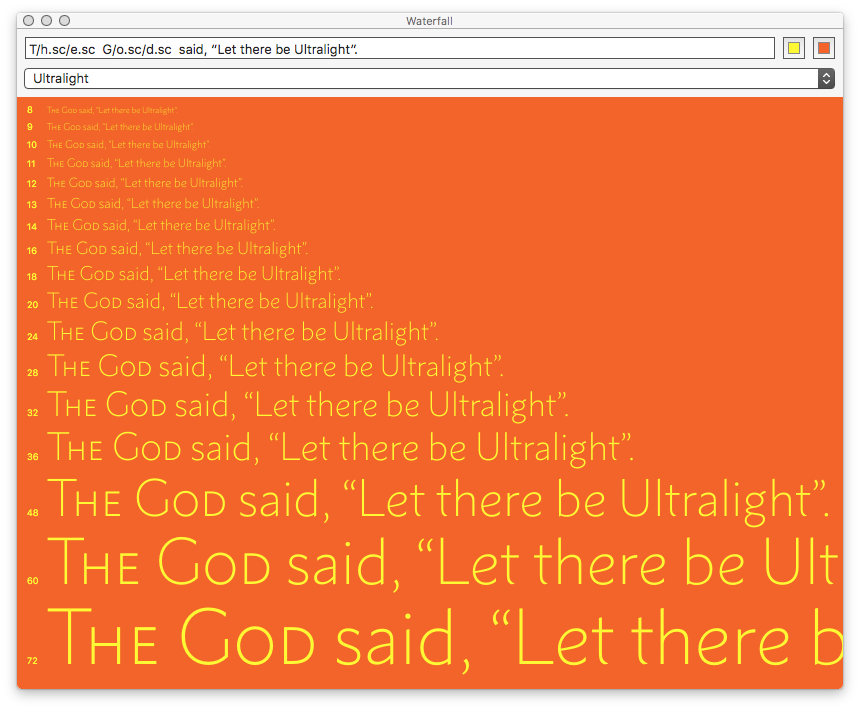 Waterfall
T/h.sc/e.sc  G/o.sc/d.sc  said, “Let there be Ultralight”.
Ultralight
8 The God said, “Let there be Ultralight”.
9 The God said, “Let there be Ultralight”.
10 The God said, “Let there be Ultralight”.
11 The God said, “Let there be Ultralight”.
12 The God said, “Let there be Ultralight”.
13 The God said, “Let there be Ultralight”.
14 The God said, “Let there be Ultralight”.
16 The God said, “Let there be Ultralight”.
18 The God said, “Let there be Ultralight”.
20 The God said, “Let there be Ultralight”.
24 The God said, “Let there be Ultralight”.
28 The God said, “Let there be Ultralight”.
32 The God said, “Let there be Ultralight”.
36 The God said, “Let there be Ultralight”.
48 The God said, “Let there be Ultralight”.
60 The God said, “Let there be Ult
72 The God said, “Let there b